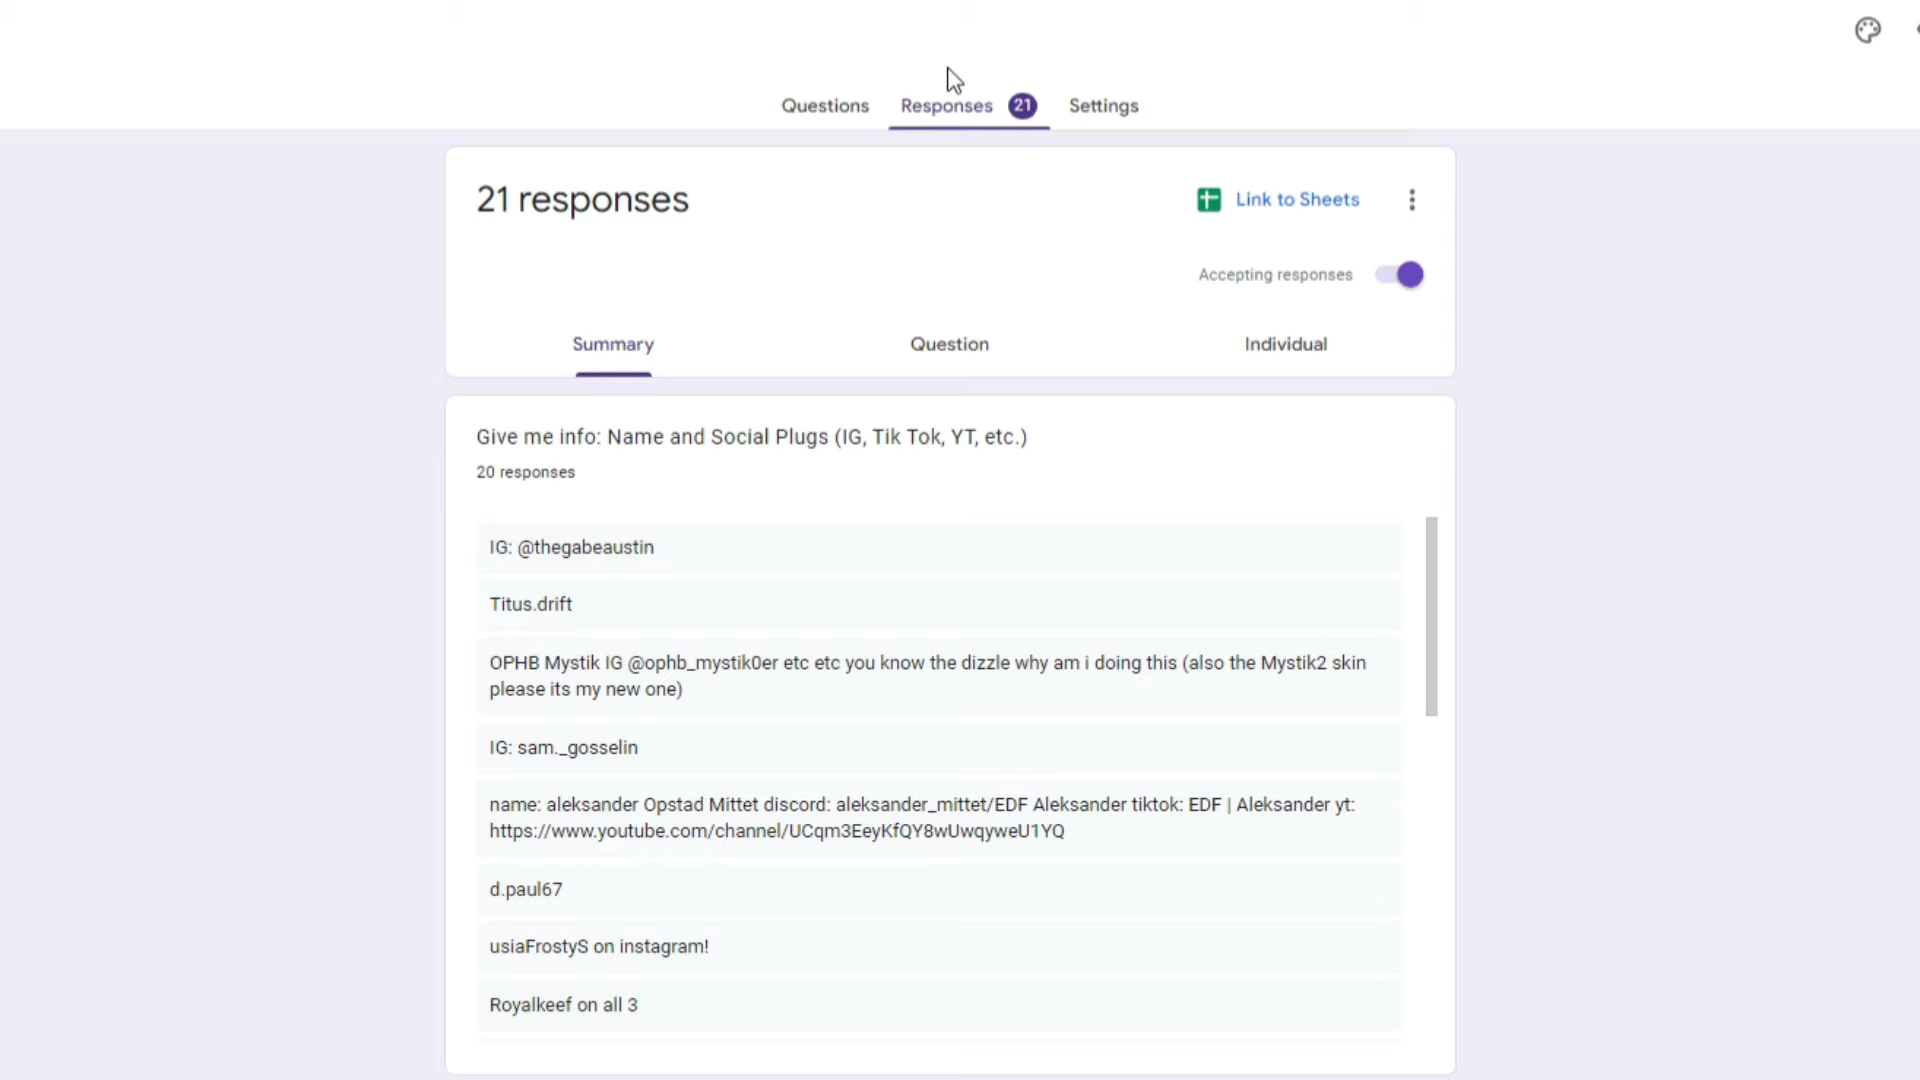 Questions
Responses 21
Settings
21 responses
Link to Sheets
Accepting responses
Summary
Question
Individual
Give me info: Name and Social Plugs (IG, Tik Tok, YT, etc.)
20 responses
IG: @thegabeaustin
Titus.drift
OPHB Mystik IG @ophb_mystik0er etc etc you know the dizzle why am i doing this (also the Mystik2 skin
please its my new one)
IG: sam._gosselin
name: aleksander Opstad Mittet discord: aleksander_mittet/EDF Aleksander tiktok: EDF | Aleksander yt:
https://www.youtube.com/channel/UCqm3EeyKfQY8wUwqyweU1YQ
d.paul67
usiaFrostyS on instagram!
Royalkeef on all 3